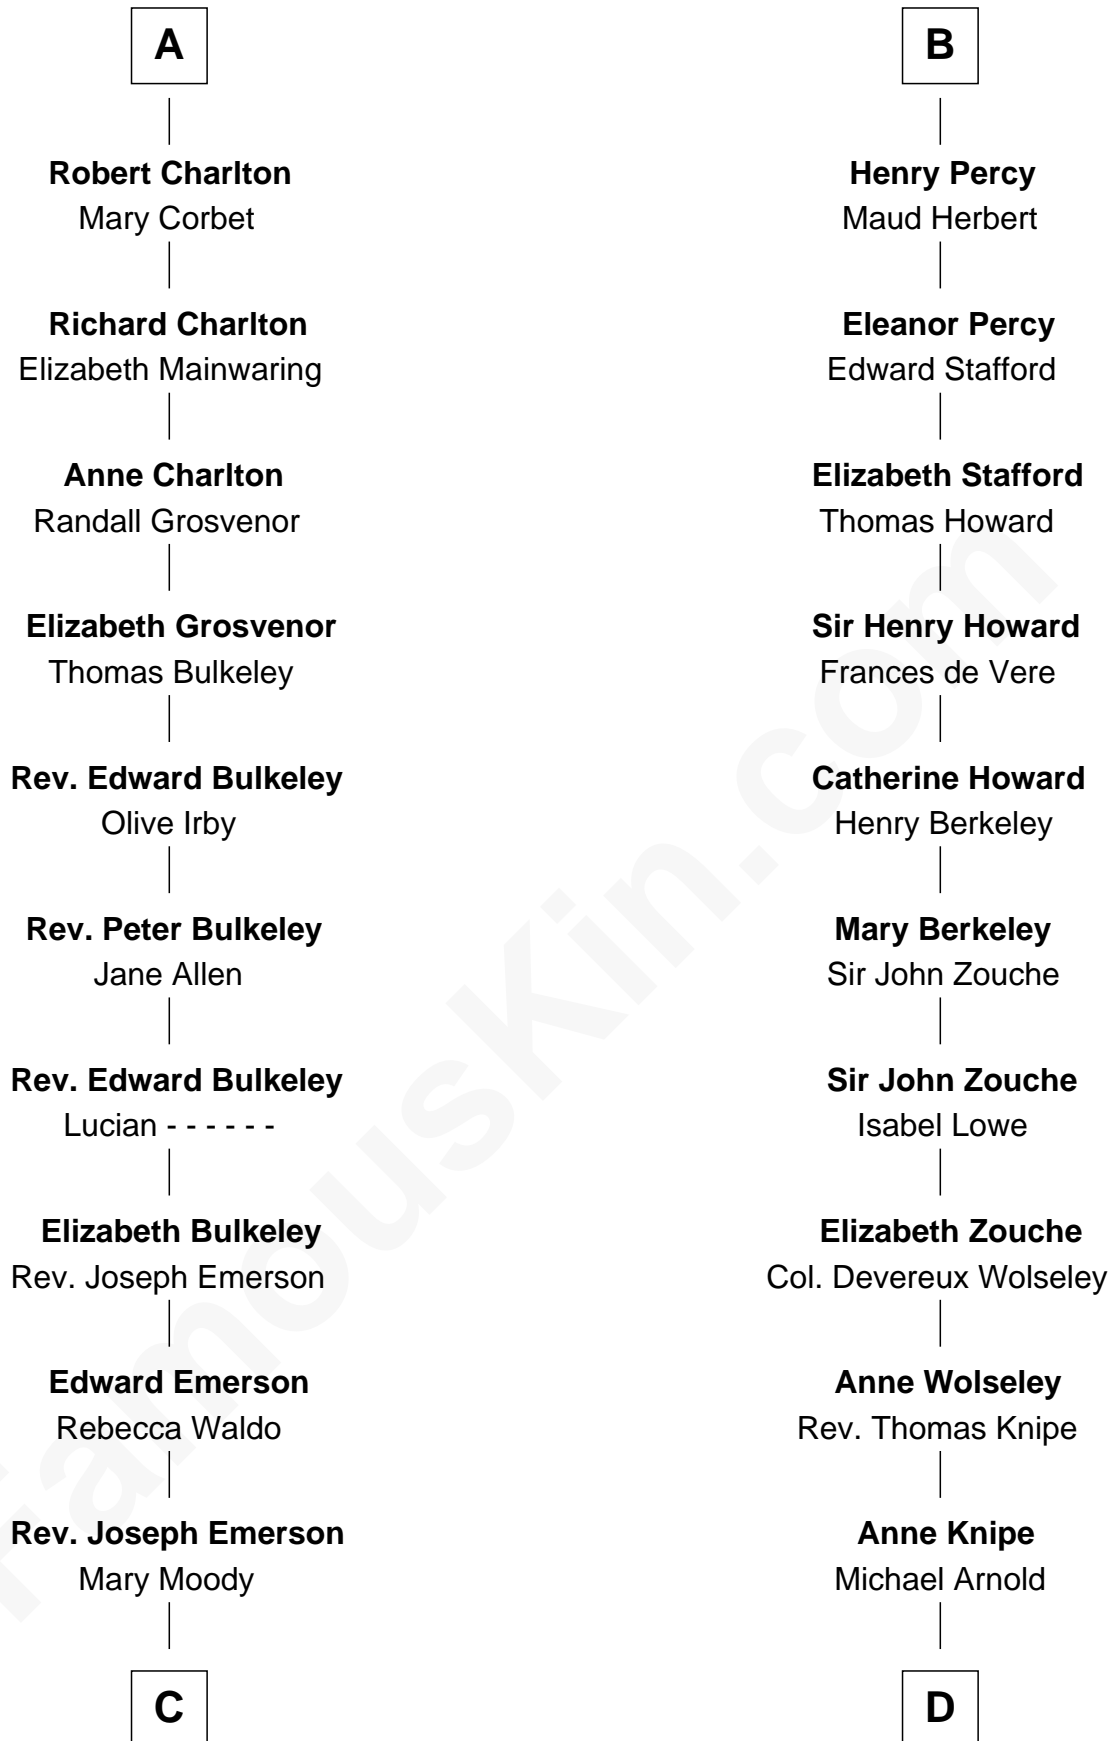 A
Robert Charlton
Mary Corbet
Richard Charlton
Elizabeth Mainwaring
Anne Charlton
Randall Grosvenor
Elizabeth Grosvenor
Thomas Bulkeley
Rev. Edward Bulkeley
Olive Irby
Rev. Peter Bulkeley
Jane Allen
Rev. Edward Bulkeley
Lucian - - - - - -
Elizabeth Bulkeley
Rev. Joseph Emerson
Edward Emerson
Rebecca Waldo
Rev. Joseph Emerson
Mary Moody
C
B
Henry Percy
Maud Herbert
Eleanor Percy
Edward Stafford
Elizabeth Stafford
Thomas Howard
Sir Henry Howard
Frances de Vere
Catherine Howard
Henry Berkeley
Mary Berkeley
Sir John Zouche
Sir John Zouche
Isabel Lowe
Elizabeth Zouche
Col. Devereux Wolseley
Anne Wolseley
Rev. Thomas Knipe
Anne Knipe
Michael Arnold
D
FamousKin.com